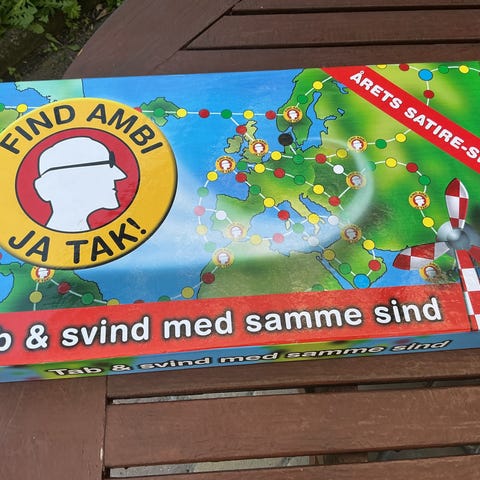 FIND AMBI
JA TAK!
ÅRETS SATIRE-S
b & svind med samme sind
Tab & svind med samme sind